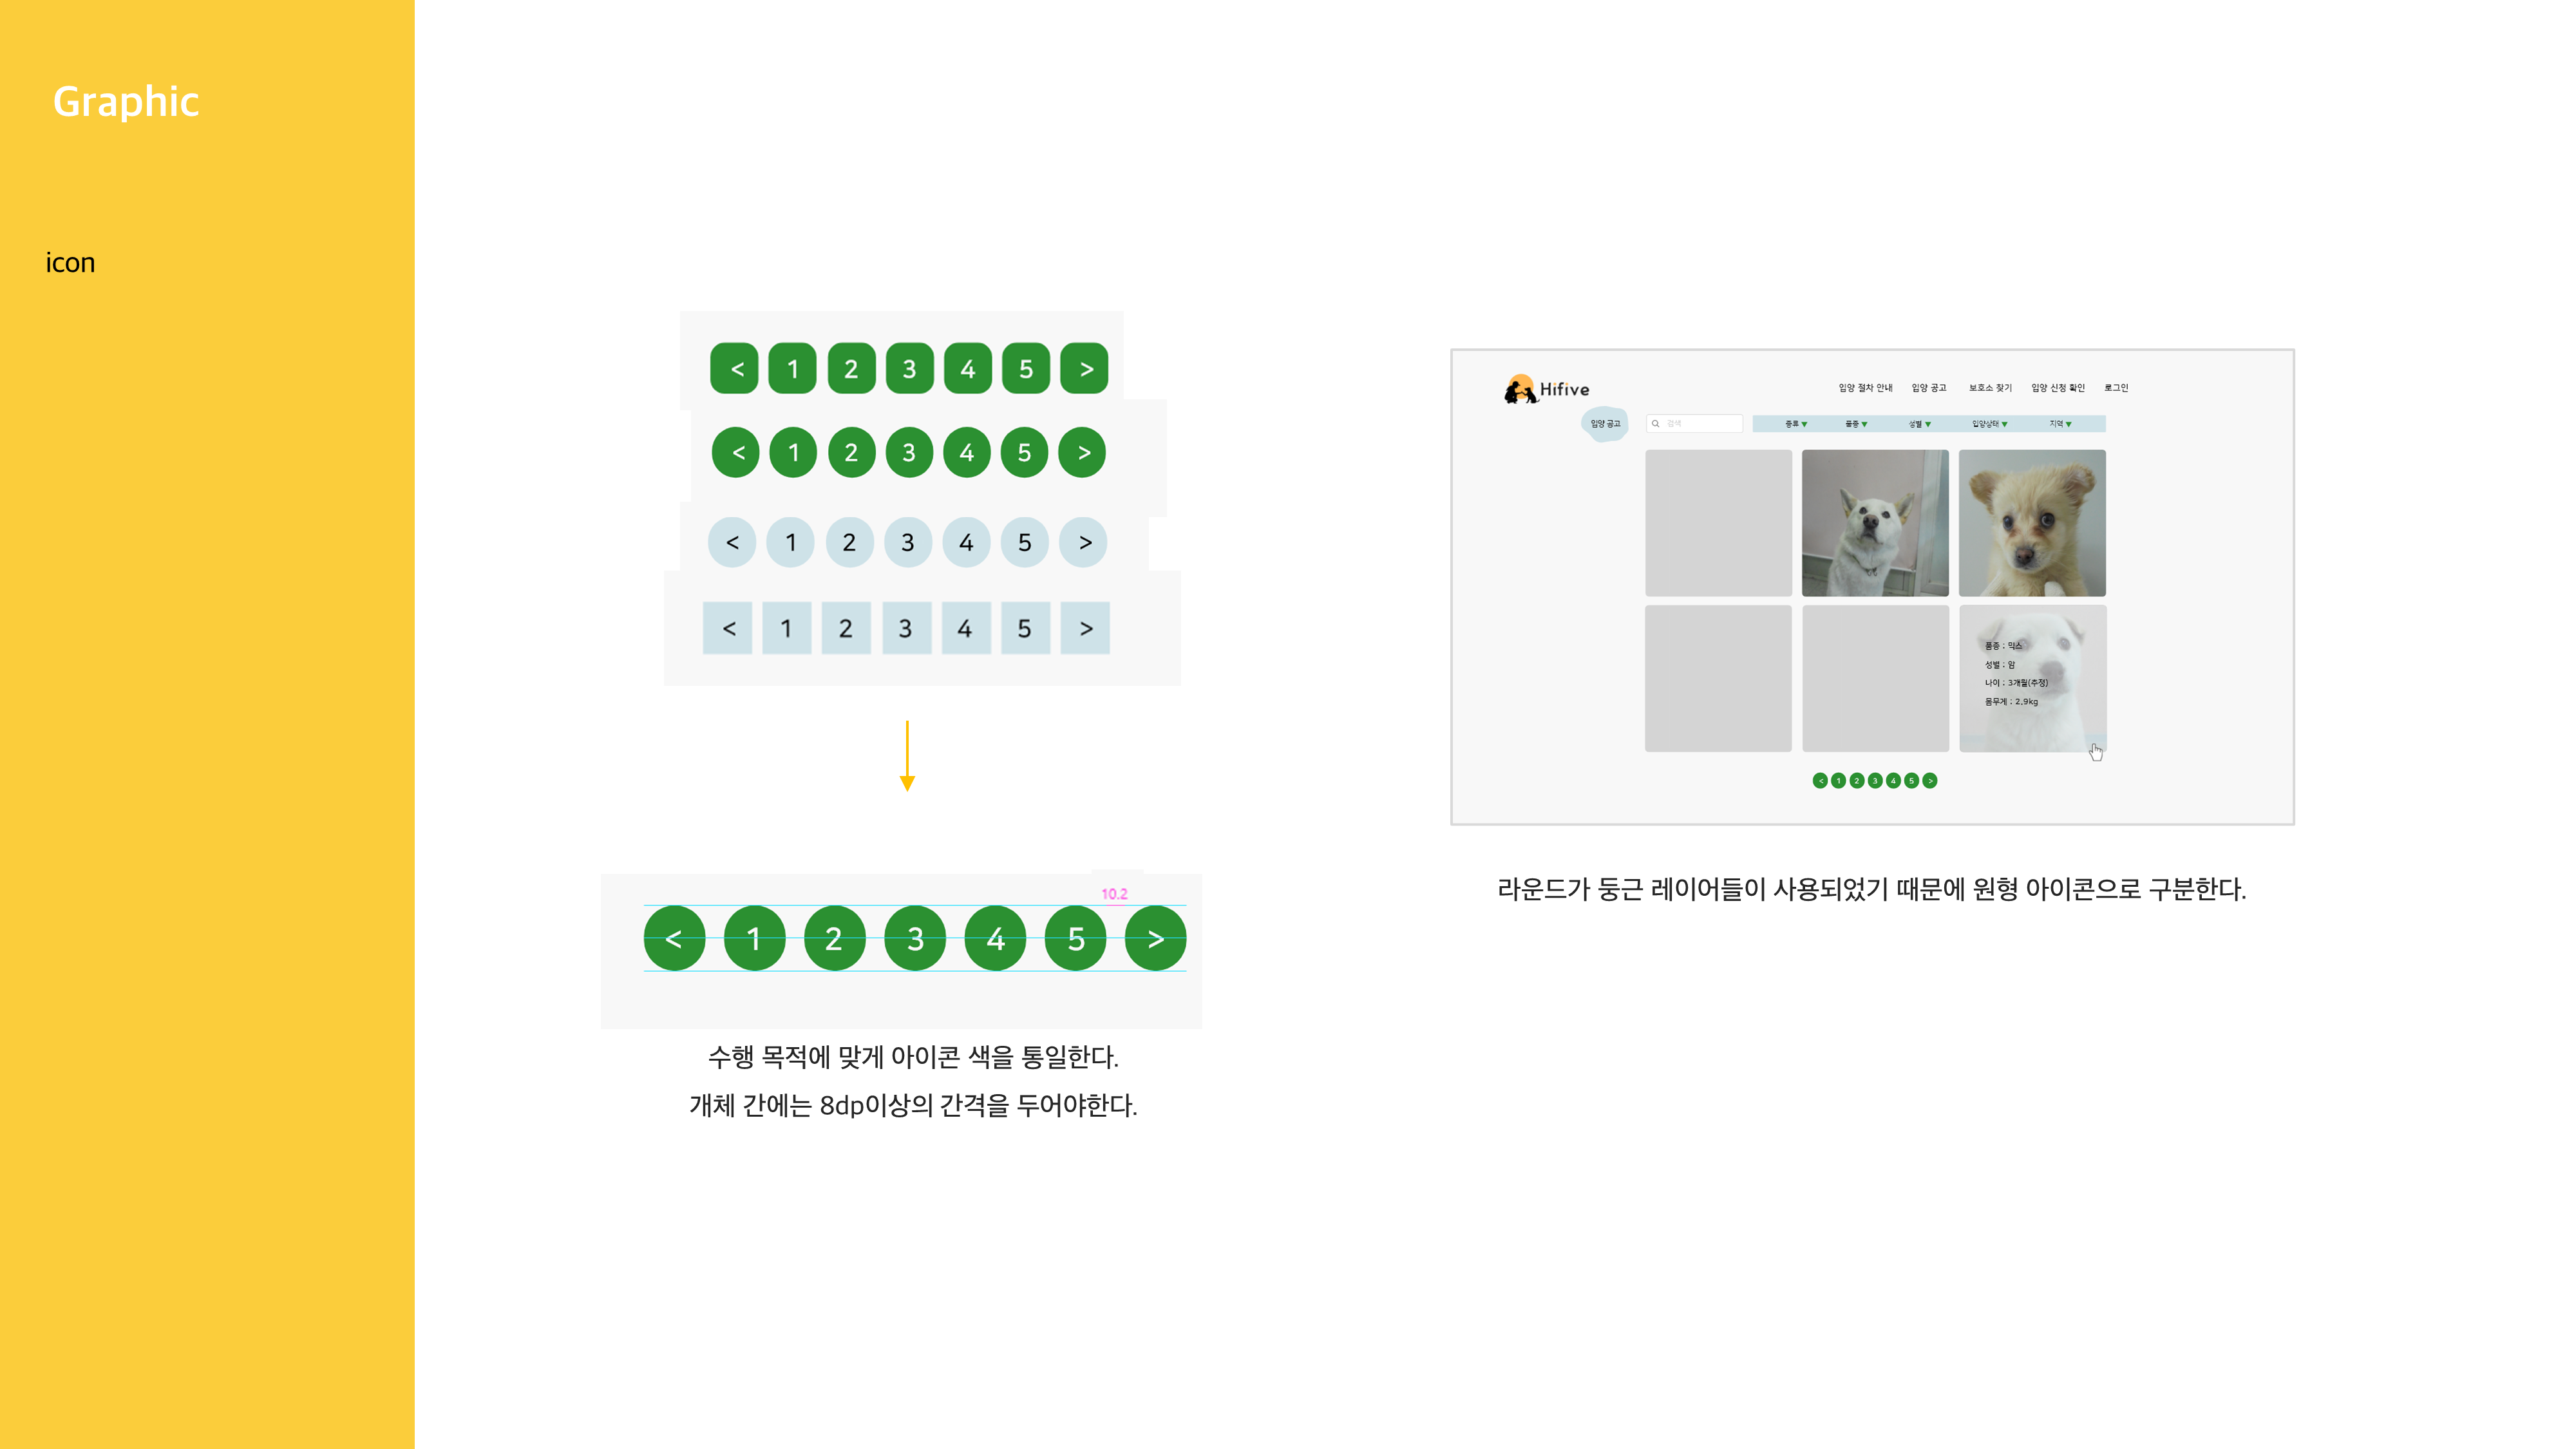 Graphic
icon
< 1 2 3 4 5 >
< 1 2 3 4 5 >
< 1 2 3 4 5 >
< 1 2 3 4 5 >
10.2
< 1 2 3 4 5 >
수행 목적에 맞게 아이콘 색을 통일한다.
개체 간에는 8dp이상의 간격을 두어야한다.
Hifive
입양 절차 안내 입양 공고 보호소 찾기 입양 신청 확인 로그인
입양 공고 검색 종류 ▼ 품종 ▼ 성별 ▼ 입양상태 ▼ 지역 ▼
품종 : 믹스
성별 : 암
나이 : 3개월(추정)
몸무게 : 2.9kg
< 1 2 3 4 5 >
라운드가 둥근 레이어들이 사용되었기 때문에 원형 아이콘으로 구분한다.